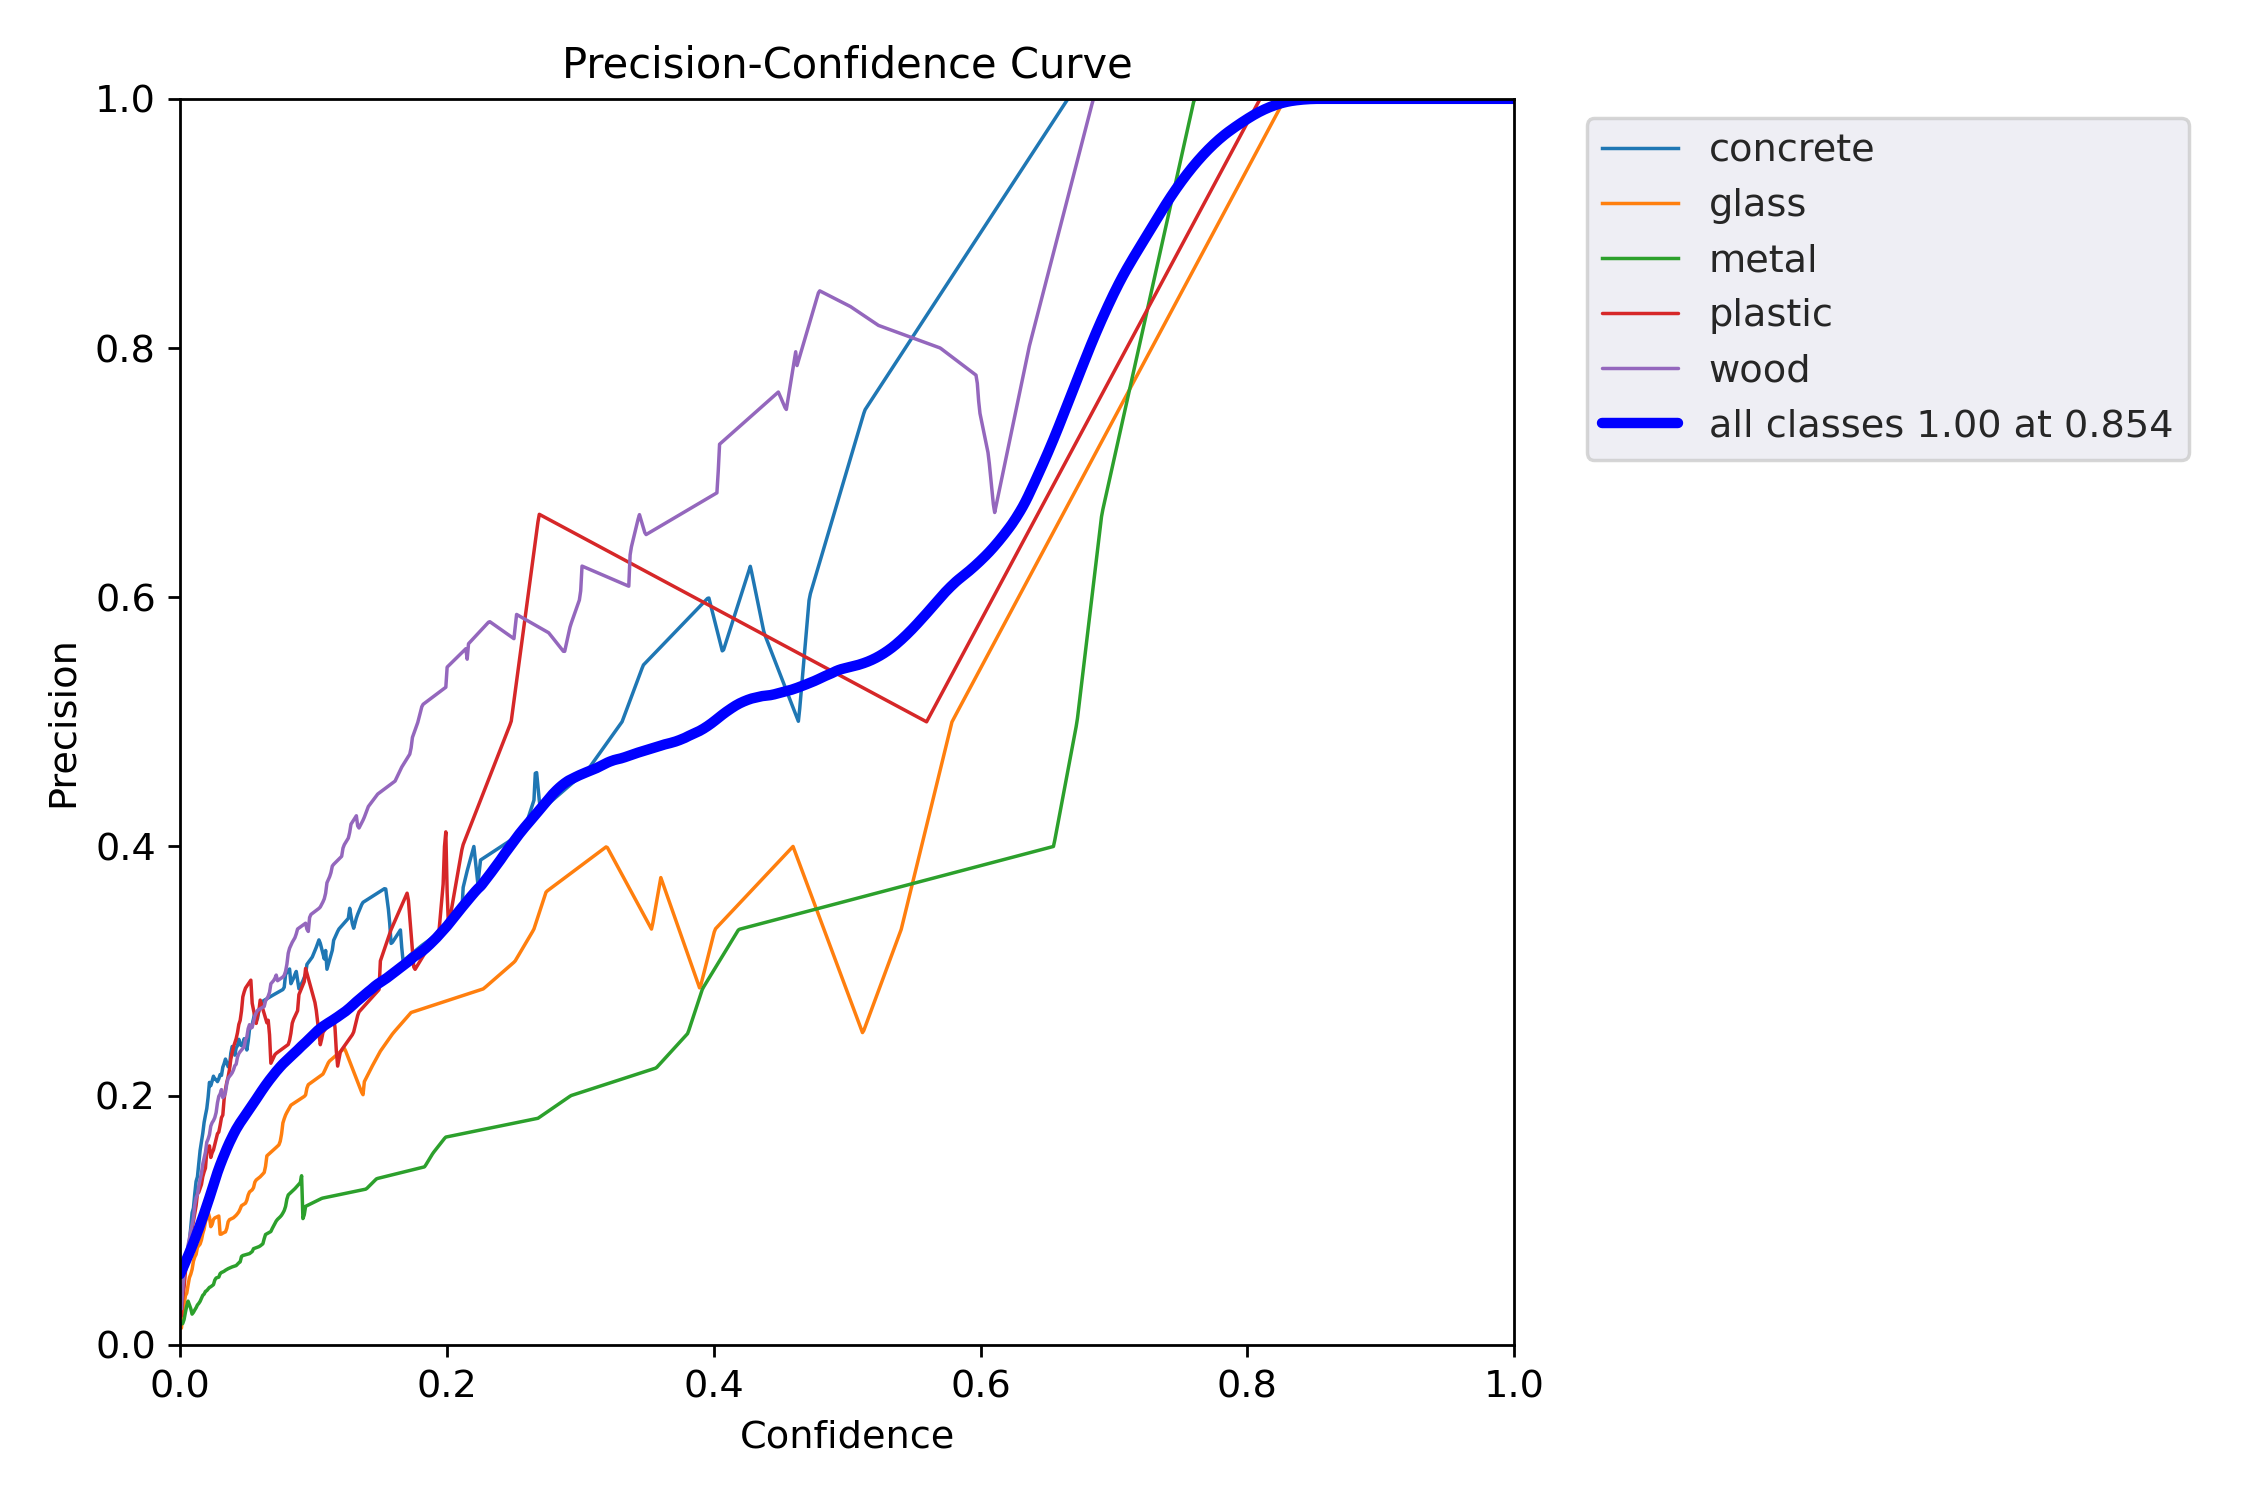 Precision-Confidence Curve
1.0
0.8
0.6
0.4
0.2
0.0
Precision
0.0 0.2 0.4 0.6 0.8 1.0
Confidence
concrete
glass
metal
plastic
wood
all classes 1.00 at 0.854